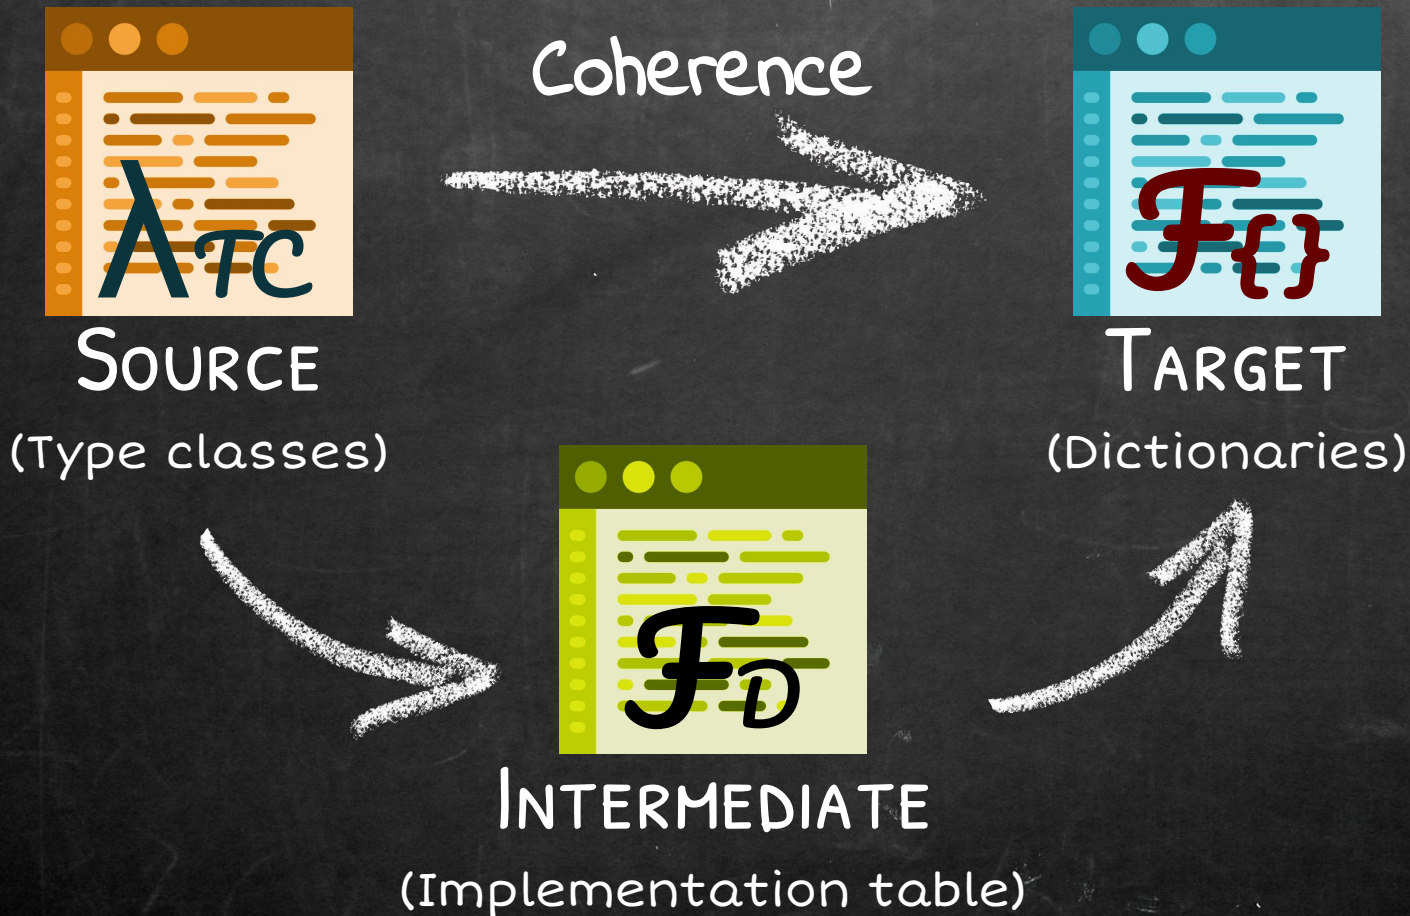 Coherence
λTC
F{}
SOURCE
TARGET
(Type classes)
(Dictionaries)
FD
INTERMEDIATE
(Implementation table)